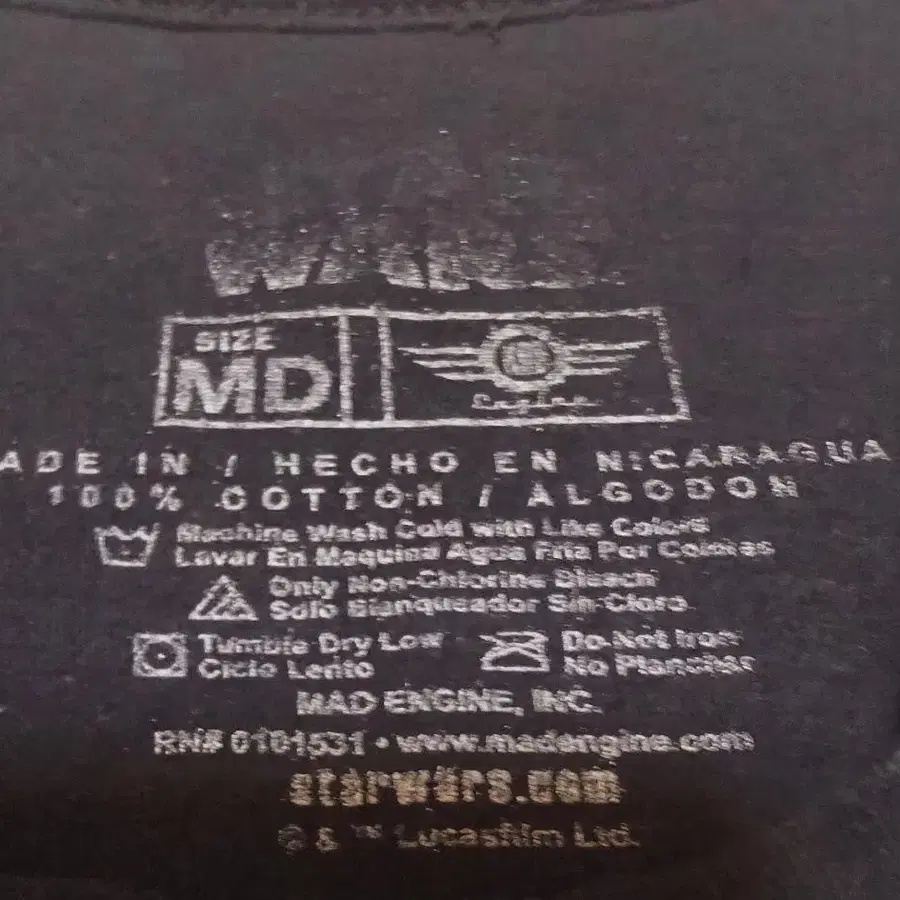 WARS
SIZE
MD
Engine
ADE IN / HECHO EN NICARAGUA
100% COTTON / ALGODON
Machine Wash Cold with Like Colors
Lavar En Maquina Agua Fria Por Colores
Only Non-Chlorine Bleach
Solo Blanqueador Sin Cloro
Tumble Dry Low
Ciclo Lento
Do Not Iron
No Planchar
MAD ENGINE, INC.
RN# 0101531 • www.madengine.com
starwars.com
© & ™ Lucasfilm Ltd.